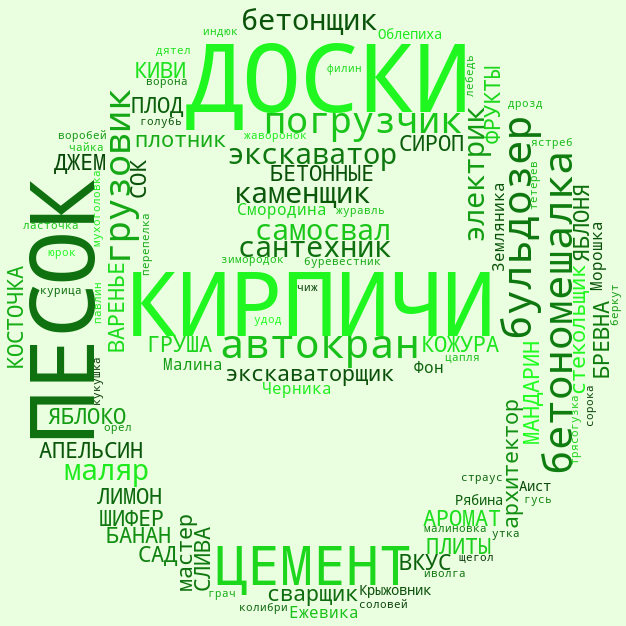 бетонщик
индюк
Облепиха
дятел
ДОСКИ
КИВИ
филин
лебедь
ФРУКТЫ
ворона
ПЛОД
дрозд
голубь
погрузчик
воробей
плотник
жаворонок
СИРОП
электрик
ястреб
чайка
экскаватор
ДЖЕМ
БЕТОННЫЕ
СОК
грузовик
мухоголовка
тетерев
бульдозер
каменщик
Земляника
ЯБЛОНЯ
Смородина
журавль
ласточка
самосвал
Морошка
перепелка
сантехник
юрок
зимородок
буревестник
ПЕСОК
КОСТОЧКА
курица
павлин
ВАРЕНЬЕ
КИРПИЧИ
чиж
удод
стекольщик
беркут
БРЕВНА
бетономешалка
ГРУША
автокран
КОЖУРА
цапля
Малина
Фон
кукушка
экскаваторщик
Черника
МАНДАРИН
сорока
трясогузка
ЯБЛОКО
орел
АПЕЛЬСИН
архитектор
маляр
страус
Аист
ЛИМОН
Рябина
гусь
ШИФЕР
АРОМАТ
малиновка
БАНАН
утка
мастер
СЛИВА
ПЛИТЫ
САД
ЦЕМЕНТ
ВКУС
щегол
иволга
грач
сварщик
Крыжовник
колибри
соловей
Ежевика